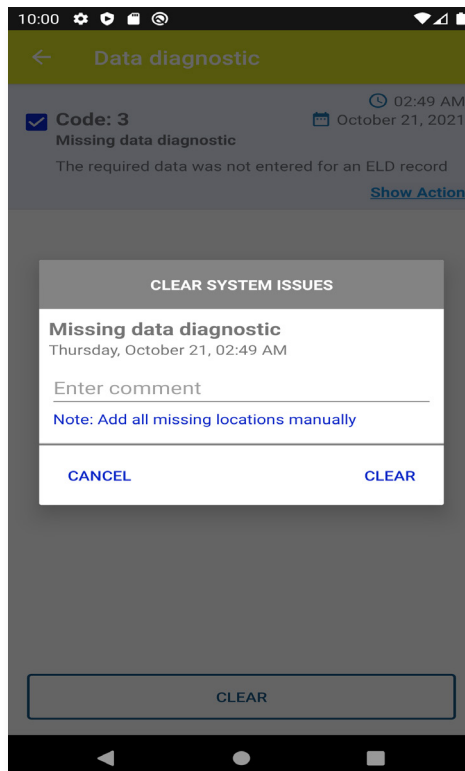 10:00
Data diagnostic
02:49 AM
Code: 3
October 21, 2021
Missing data diagnostic
The required data was not entered for an ELD record
Show Action
CLEAR SYSTEM ISSUES
Missing data diagnostic
Thursday, October 21, 02:49 AM
Enter comment
Note: Add all missing locations manually
CANCEL
CLEAR
CLEAR